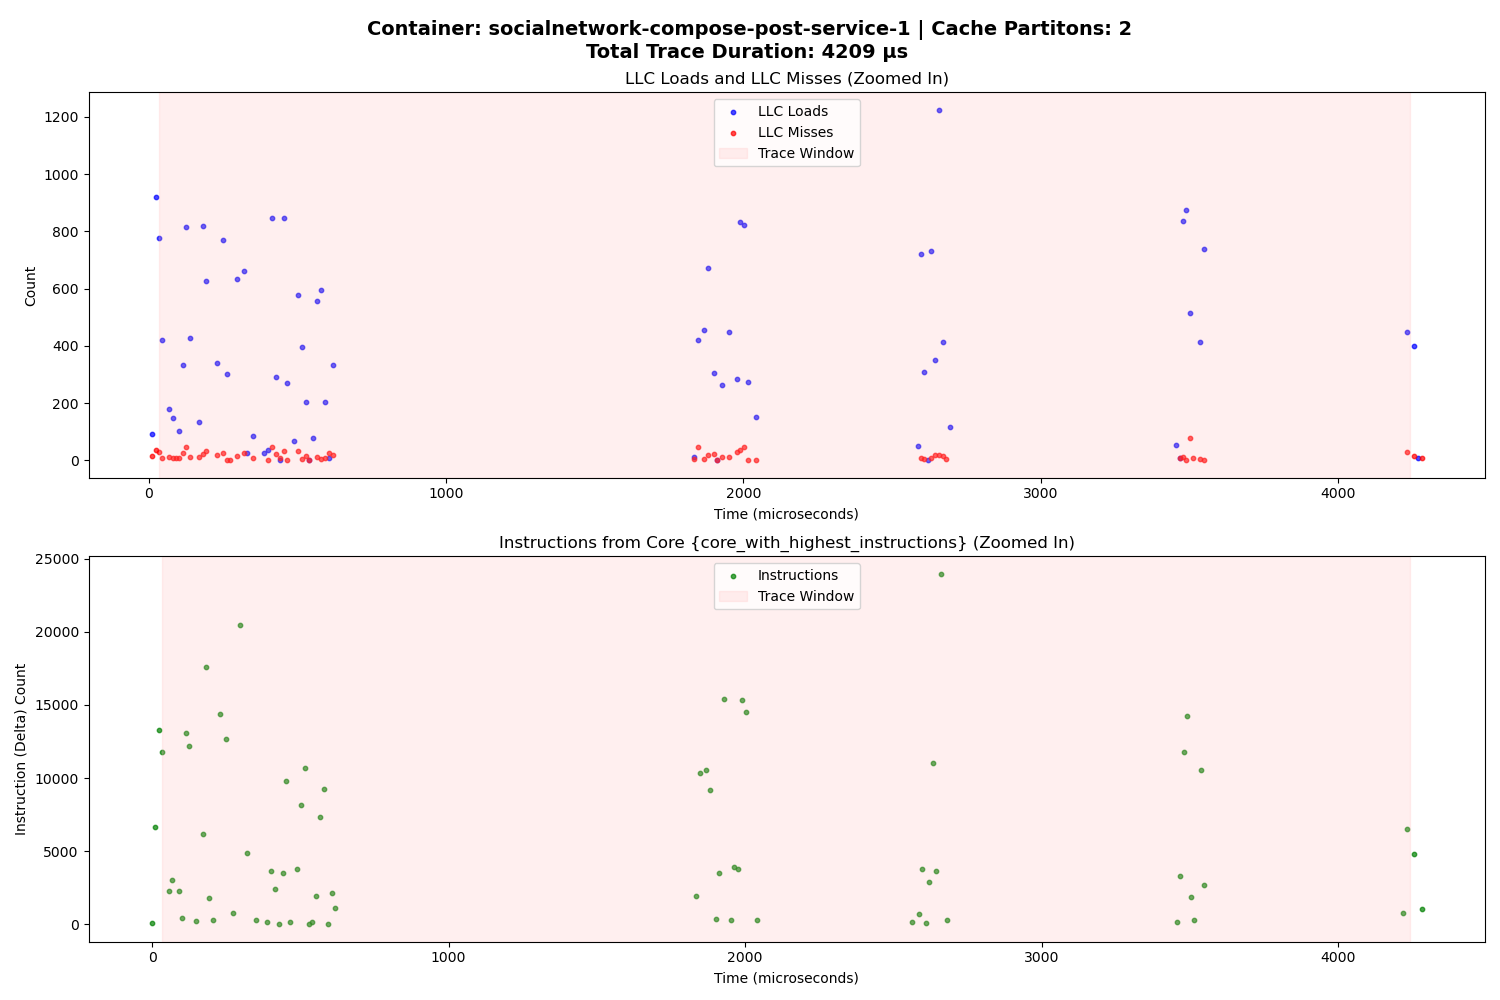 Container: socialnetwork-compose-post-service-1 | Cache Partitons: 2
Total Trace Duration: 4209 µs
LLC Loads and LLC Misses (Zoomed In)
1200
1000
800
600
400
200
0
Count
LLC Loads
LLC Misses
Trace Window
0 1000 2000 3000 4000
Time (microseconds)
Instructions from Core {core_with_highest_instructions} (Zoomed In)
25000
20000
15000
10000
5000
0
Instruction (Delta) Count
Instructions
Trace Window
0 1000 2000 3000 4000
Time (microseconds)